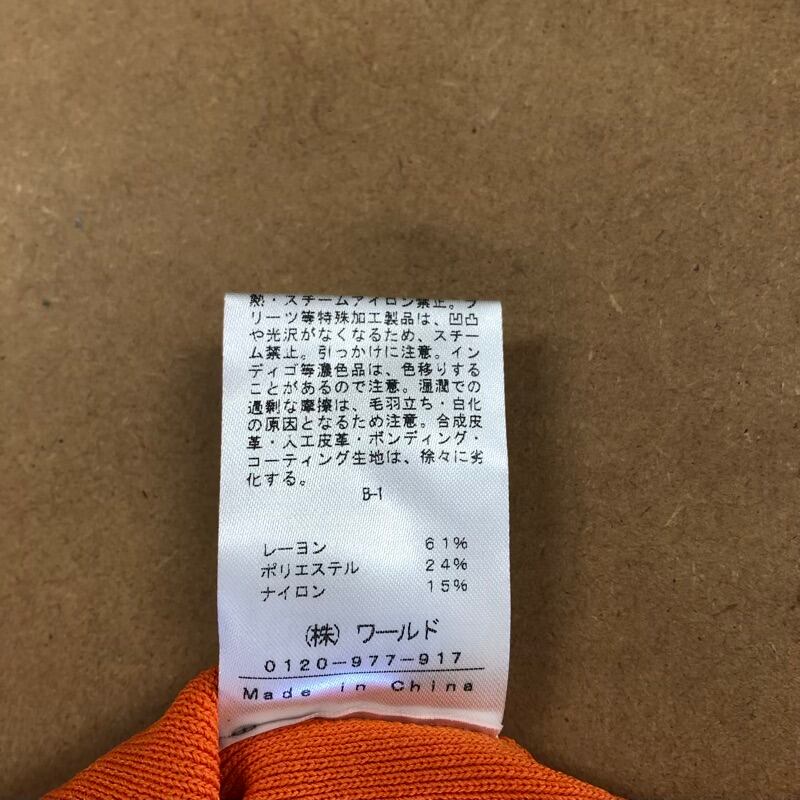 熱・スチームアイロン禁止。プ
リーツ等特殊加工製品は、凹凸
や光沢がなくなるため、スチー
ム禁止。引っかけに注意。イン
ディゴ等濃色品は、色移りする
ことがあるので注意。湿潤での
過剰な摩擦は、毛羽立ち・白化
の原因となるため注意。合成皮
革・人工皮革・ボンディング・
コーティング生地は、徐々に劣
化する。
B-1
レーヨン 61%
ポリエステル 24%
ナイロン 15%
(株) ワールド
0120-977-917
Made in China